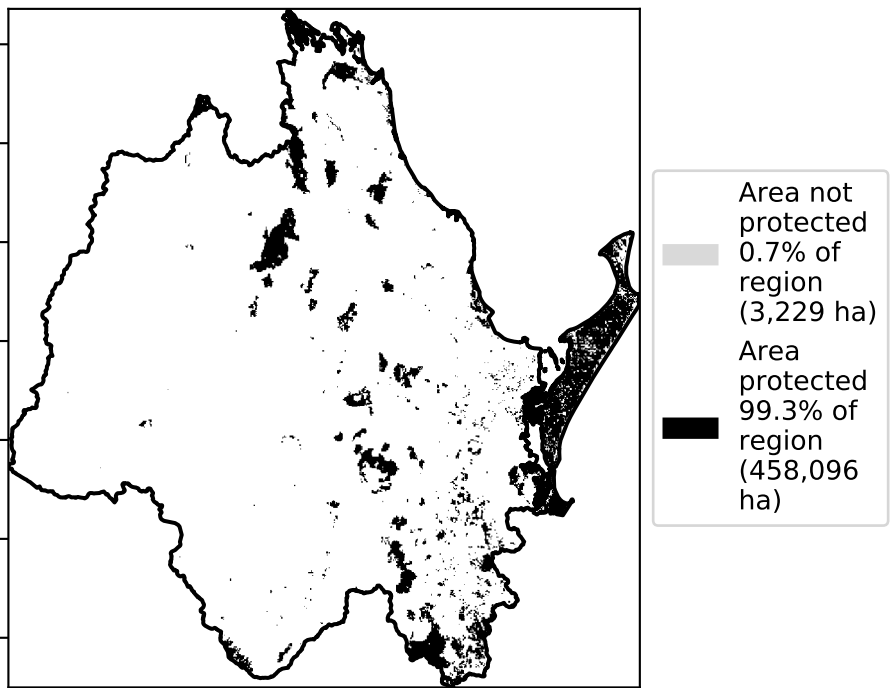 Area not
protected
0.7% of
region
(3,229 ha)
Area
protected
99.3% of
region
(458,096
ha)